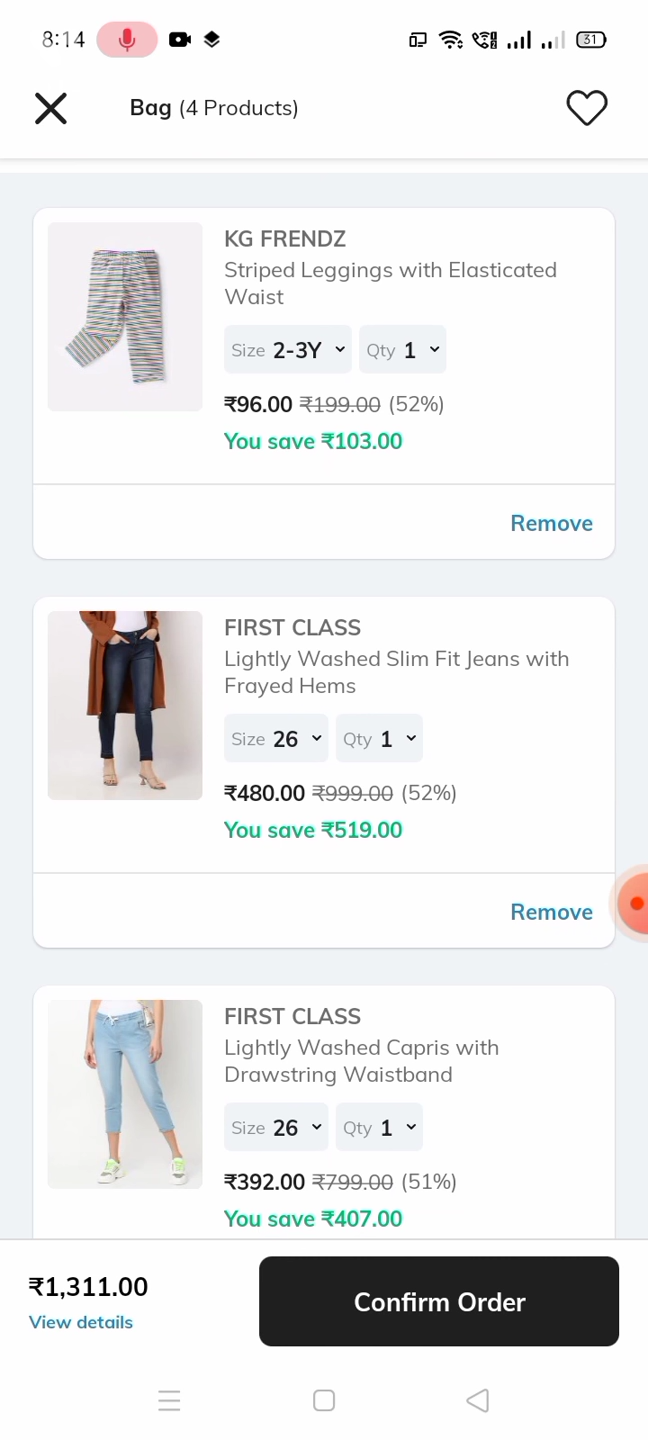 8:14
31
Bag (4 Products)
KG FRENDZ
Striped Leggings with Elasticated
Waist
Size 2-3Y Qty 1
₹96.00 ₹199.00 (52%)
You save ₹103.00
Remove
FIRST CLASS
Lightly Washed Slim Fit Jeans with
Frayed Hems
Size 26 Qty 1
₹480.00 ₹999.00 (52%)
You save ₹519.00
Remove
FIRST CLASS
Lightly Washed Capris with
Drawstring Waistband
Size 26 Qty 1
₹392.00 ₹799.00 (51%)
You save ₹407.00
₹1,311.00
Confirm Order
View details